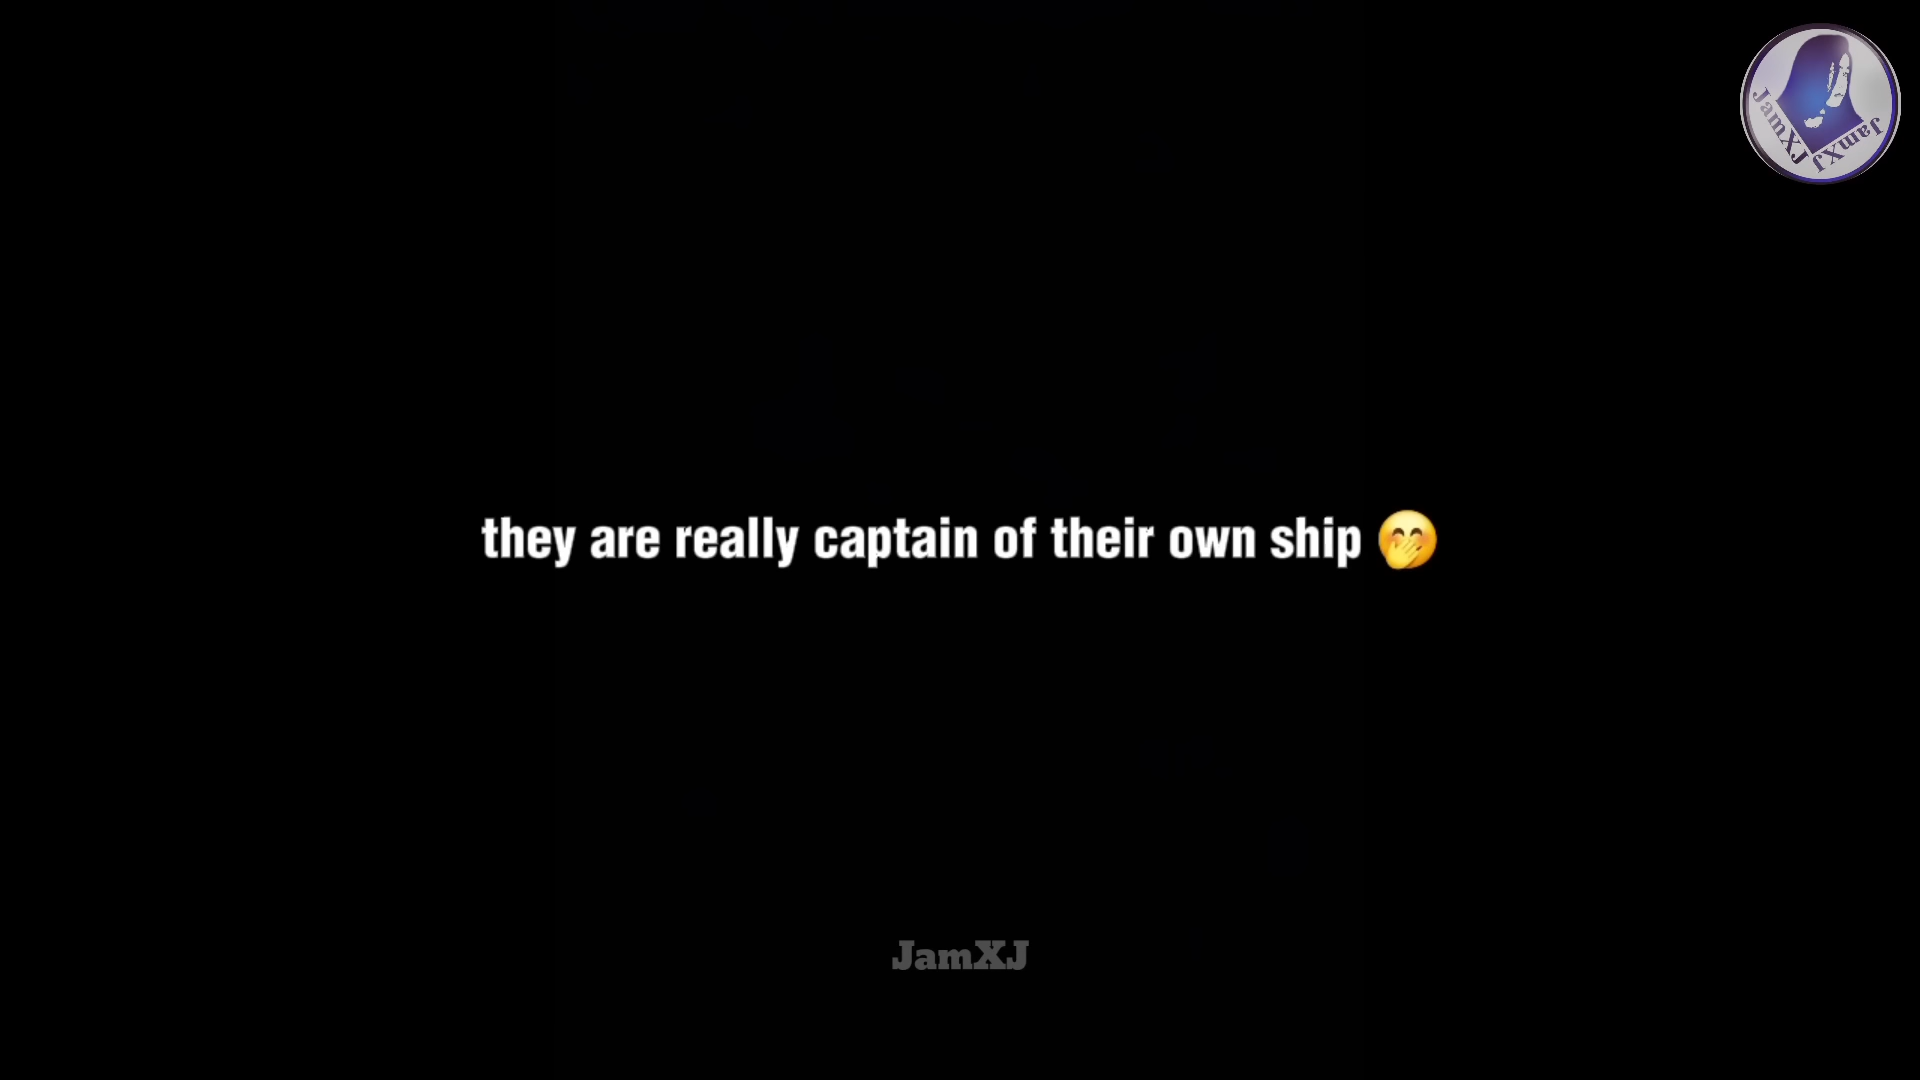 JamXJ JamXJ
they are really captain of their own ship 🤭
JamXJ